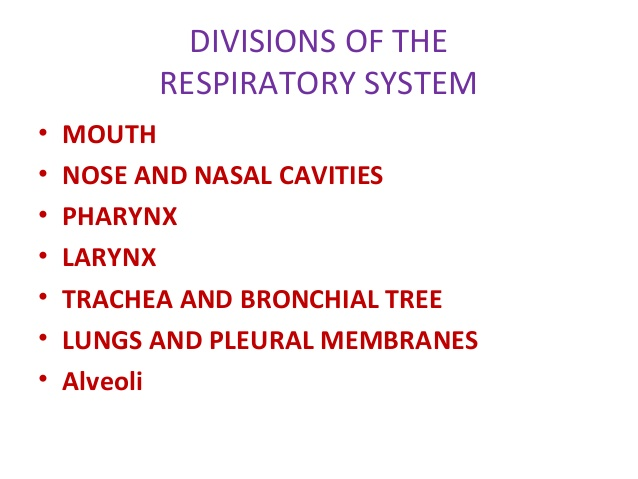 DIVISIONS OF THE
RESPIRATORY SYSTEM
• MOUTH
• NOSE AND NASAL CAVITIES
• PHARYNX
• LARYNX
• TRACHEA AND BRONCHIAL TREE
• LUNGS AND PLEURAL MEMBRANES
• Alveoli